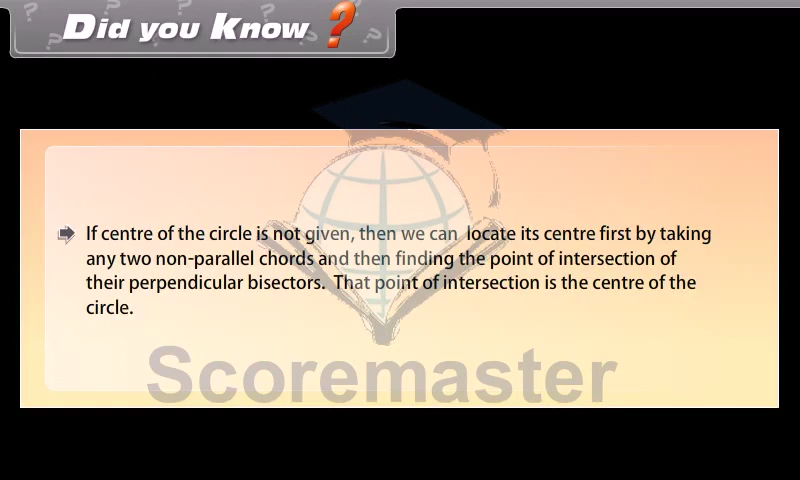 Did you Know ?
If centre of the circle is not given, then we can locate its centre first by taking
any two non-parallel chords and then finding the point of intersection of
their perpendicular bisectors. That point of intersection is the centre of the
circle.
Scoremaster